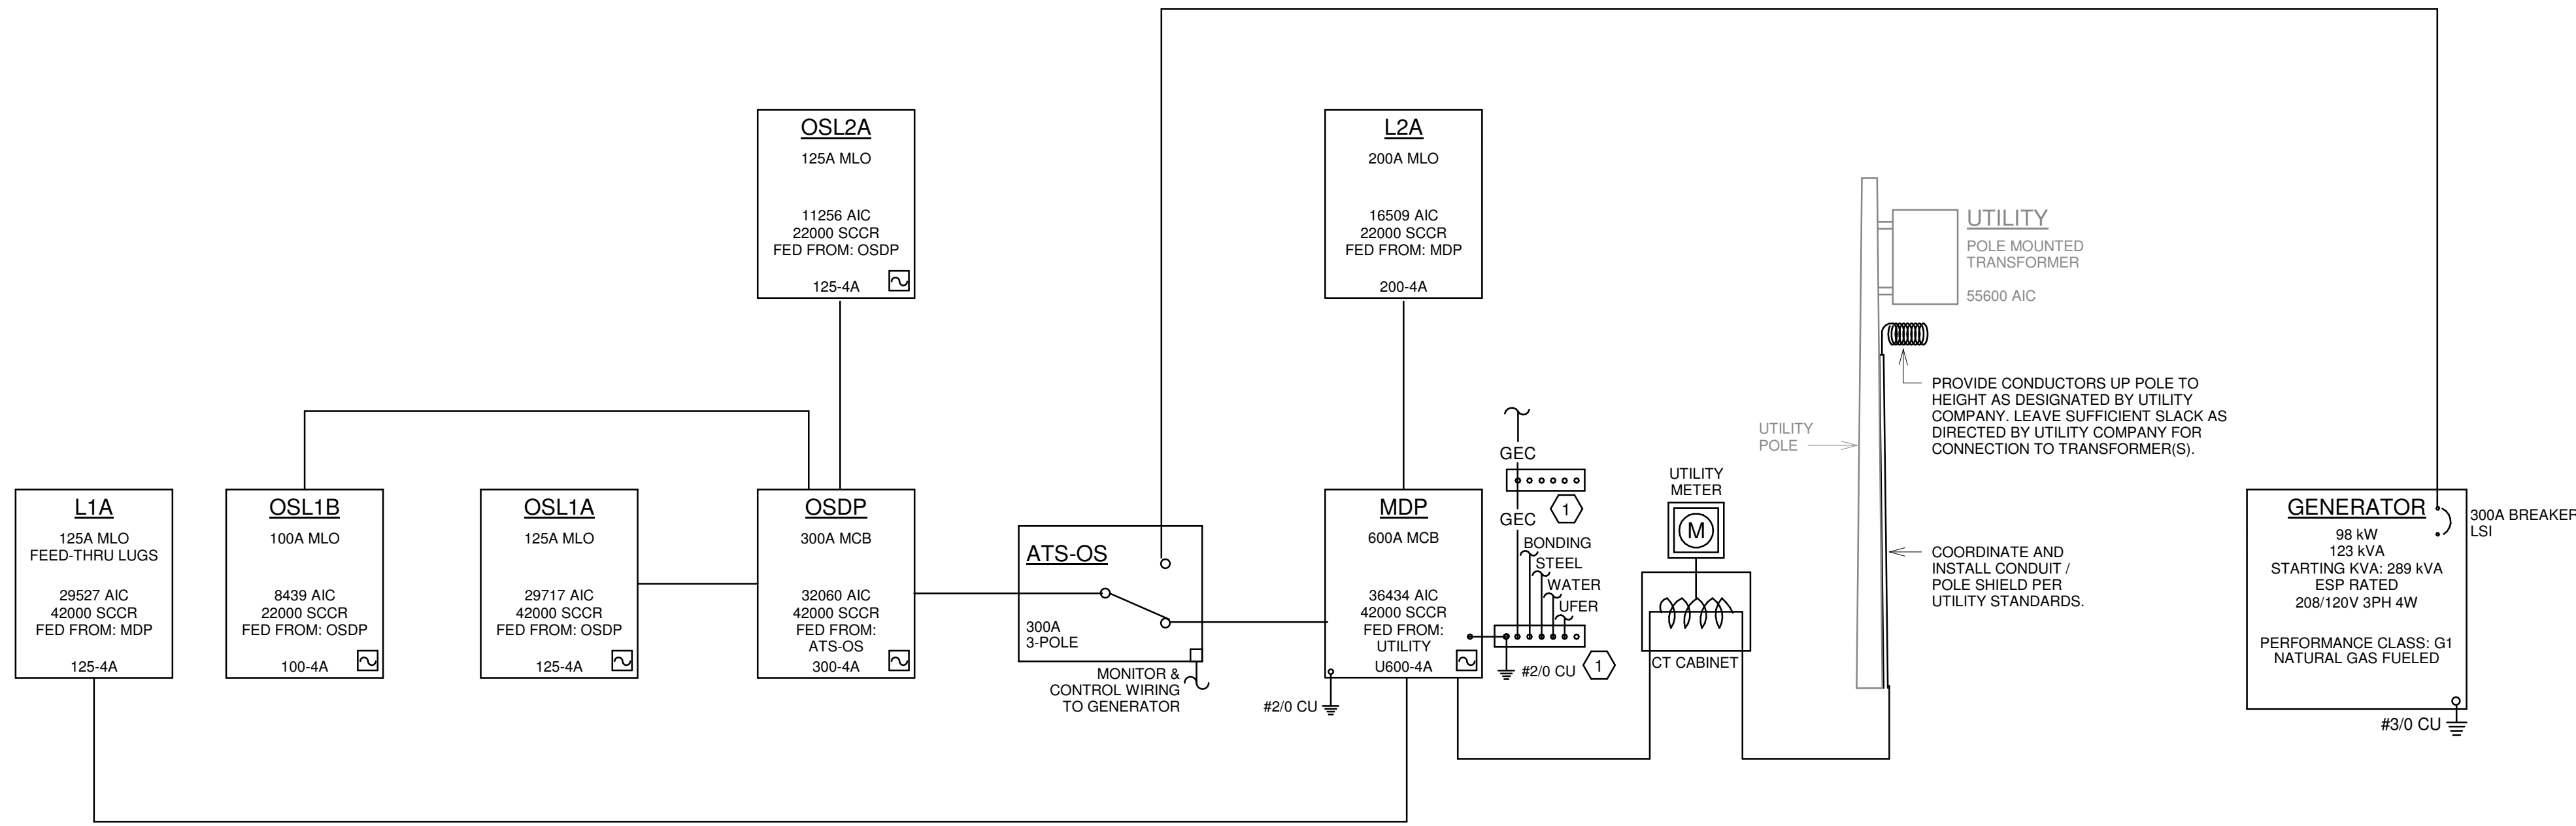 OSL2A
125A MLO
11256 AIC
22000 SCCR
FED FROM: OSDP
125-4A
L2A
200A MLO
16509 AIC
22000 SCCR
FED FROM: MDP
200-4A
UTILITY
POLE MOUNTED
TRANSFORMER
55600 AIC
PROVIDE CONDUCTORS UP POLE TO
HEIGHT AS DESIGNATED BY UTILITY
COMPANY. LEAVE SUFFICIENT SLACK AS
DIRECTED BY UTILITY COMPANY FOR
CONNECTION TO TRANSFORMER(S).
UTILITY
POLE
L1A
125A MLO
FEED-THRU LUGS
29527 AIC
42000 SCCR
FED FROM: MDP
125-4A
OSL1B
100A MLO
8439 AIC
22000 SCCR
FED FROM: OSDP
100-4A
OSL1A
125A MLO
29717 AIC
42000 SCCR
FED FROM: OSDP
125-4A
OSDP
300A MCB
32060 AIC
42000 SCCR
FED FROM:
ATS-OS
300-4A
ATS-OS
300A
3-POLE
MONITOR &
CONTROL WIRING
TO GENERATOR
MDP
600A MCB
36434 AIC
42000 SCCR
FED FROM:
UTILITY
U600-4A
#2/0 CU
GEC
1
GEC
BONDING
STEEL
WATER
UFER
#2/0 CU
1
UTILITY
METER
M
CT CABINET
COORDINATE AND
INSTALL CONDUIT /
POLE SHIELD PER
UTILITY STANDARDS.
GENERATOR
98 kW
123 kVA
STARTING KVA: 289 kVA
ESP RATED
208/120V 3PH 4W
PERFORMANCE CLASS: G1
NATURAL GAS FUELED
300A BREAKER
LSI
#3/0 CU